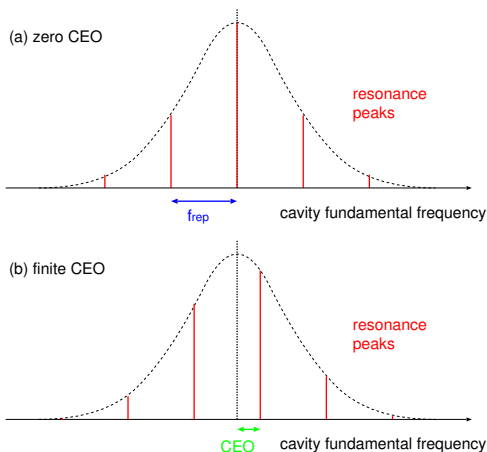 (a) zero CEO
resonance
peaks
frep
cavity fundamental frequency
(b) finite CEO
resonance
peaks
CEO
cavity fundamental frequency